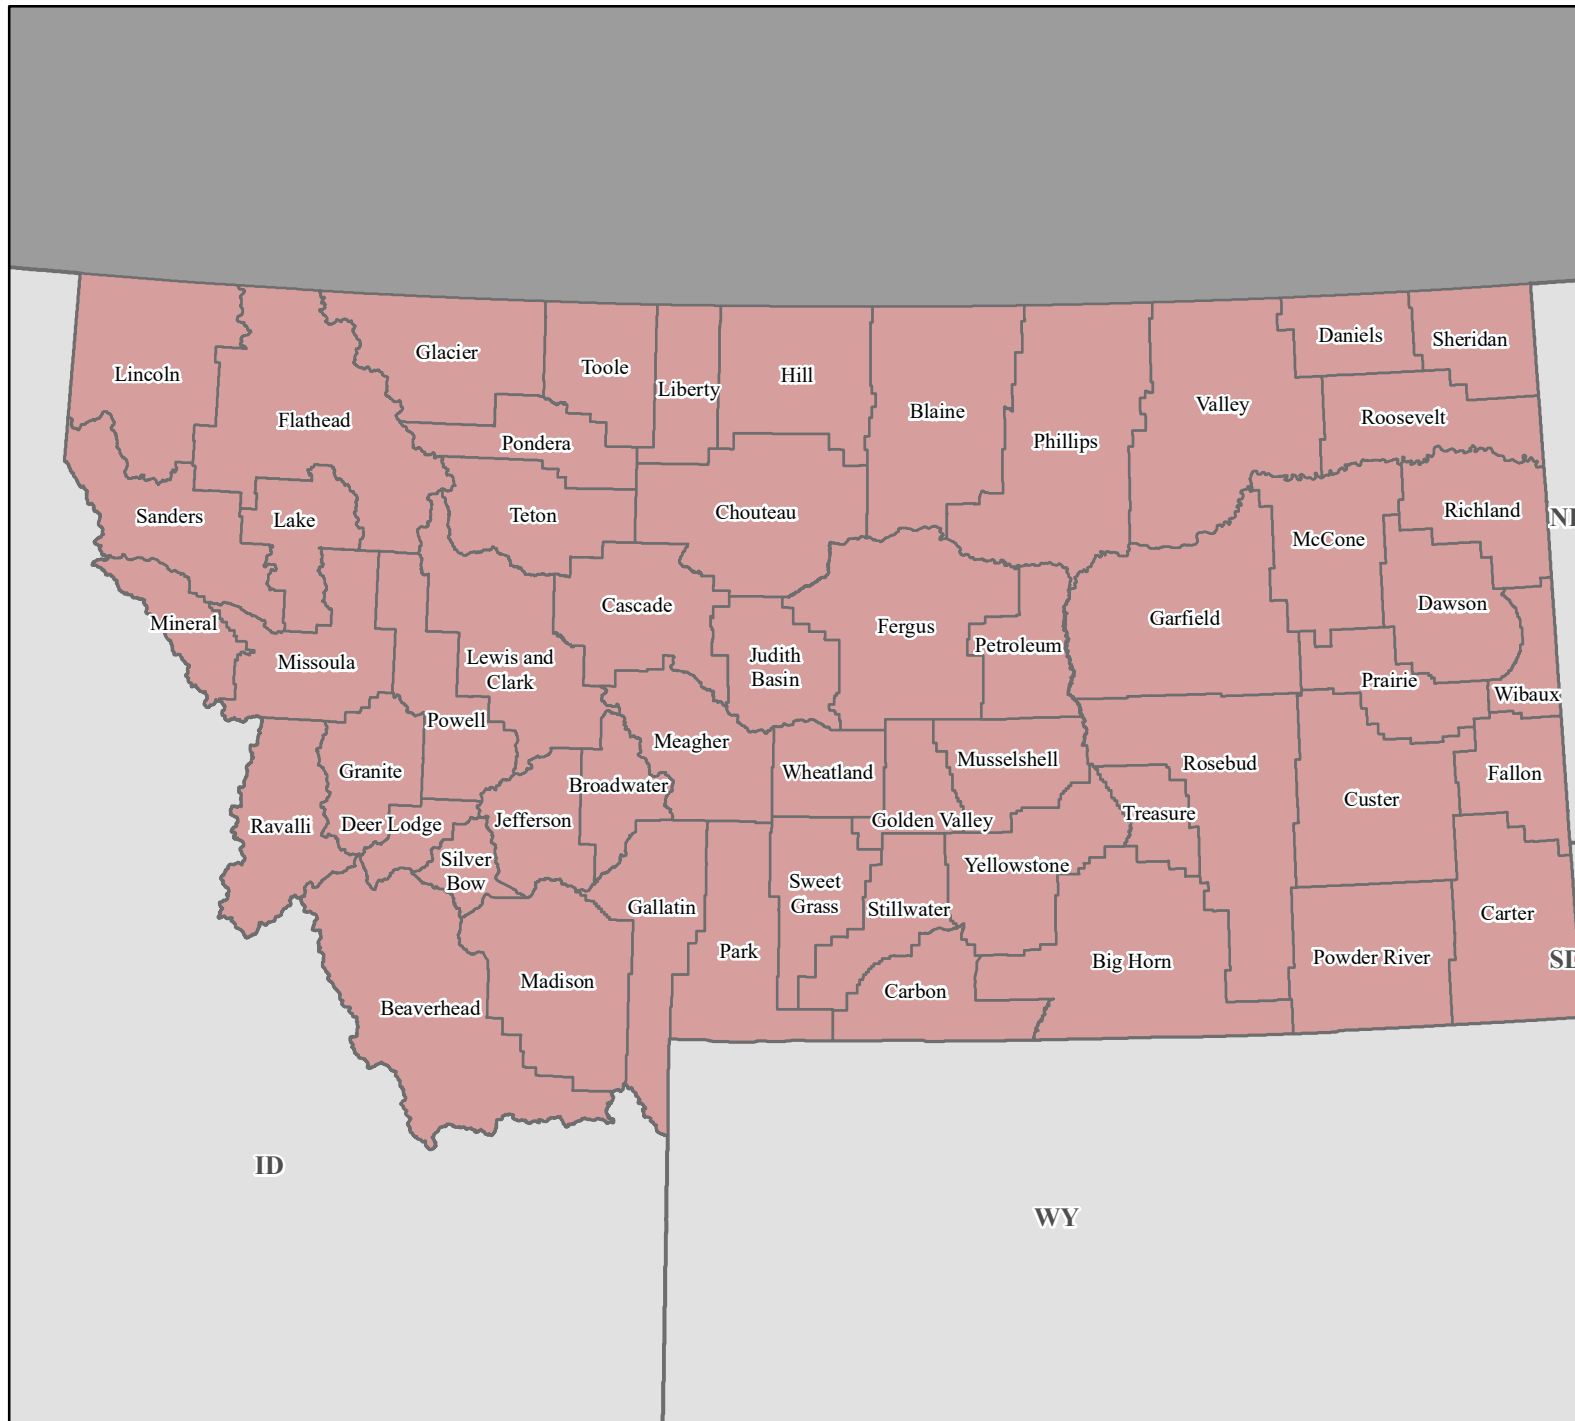 Daniels
Sheridan
Glacier
Toole
Lincoln
Hill
Liberty
Valley
Blaine
Roosevelt
Flathead
Phillips
Pondera
Richland
Chouteau
Teton
Sanders
Lake
McCone
Dawson
Cascade
Garfield
Mineral
Fergus
Petroleum
Judith
Basin
Lewis and
Clark
Missoula
Prairie
Wibaux
Powell
Meagher
Musselshell
Rosebud
Granite
Wheatland
Fallon
Broadwater
Custer
Treasure
Jefferson
Golden Valley
Deer Lodge
Ravalli
Silver
Bow
Yellowstone
Sweet
Grass
Gallatin
Stillwater
Carter
Park
Powder River
Big Horn
Madison
Carbon
Beaverhead
ID
WY